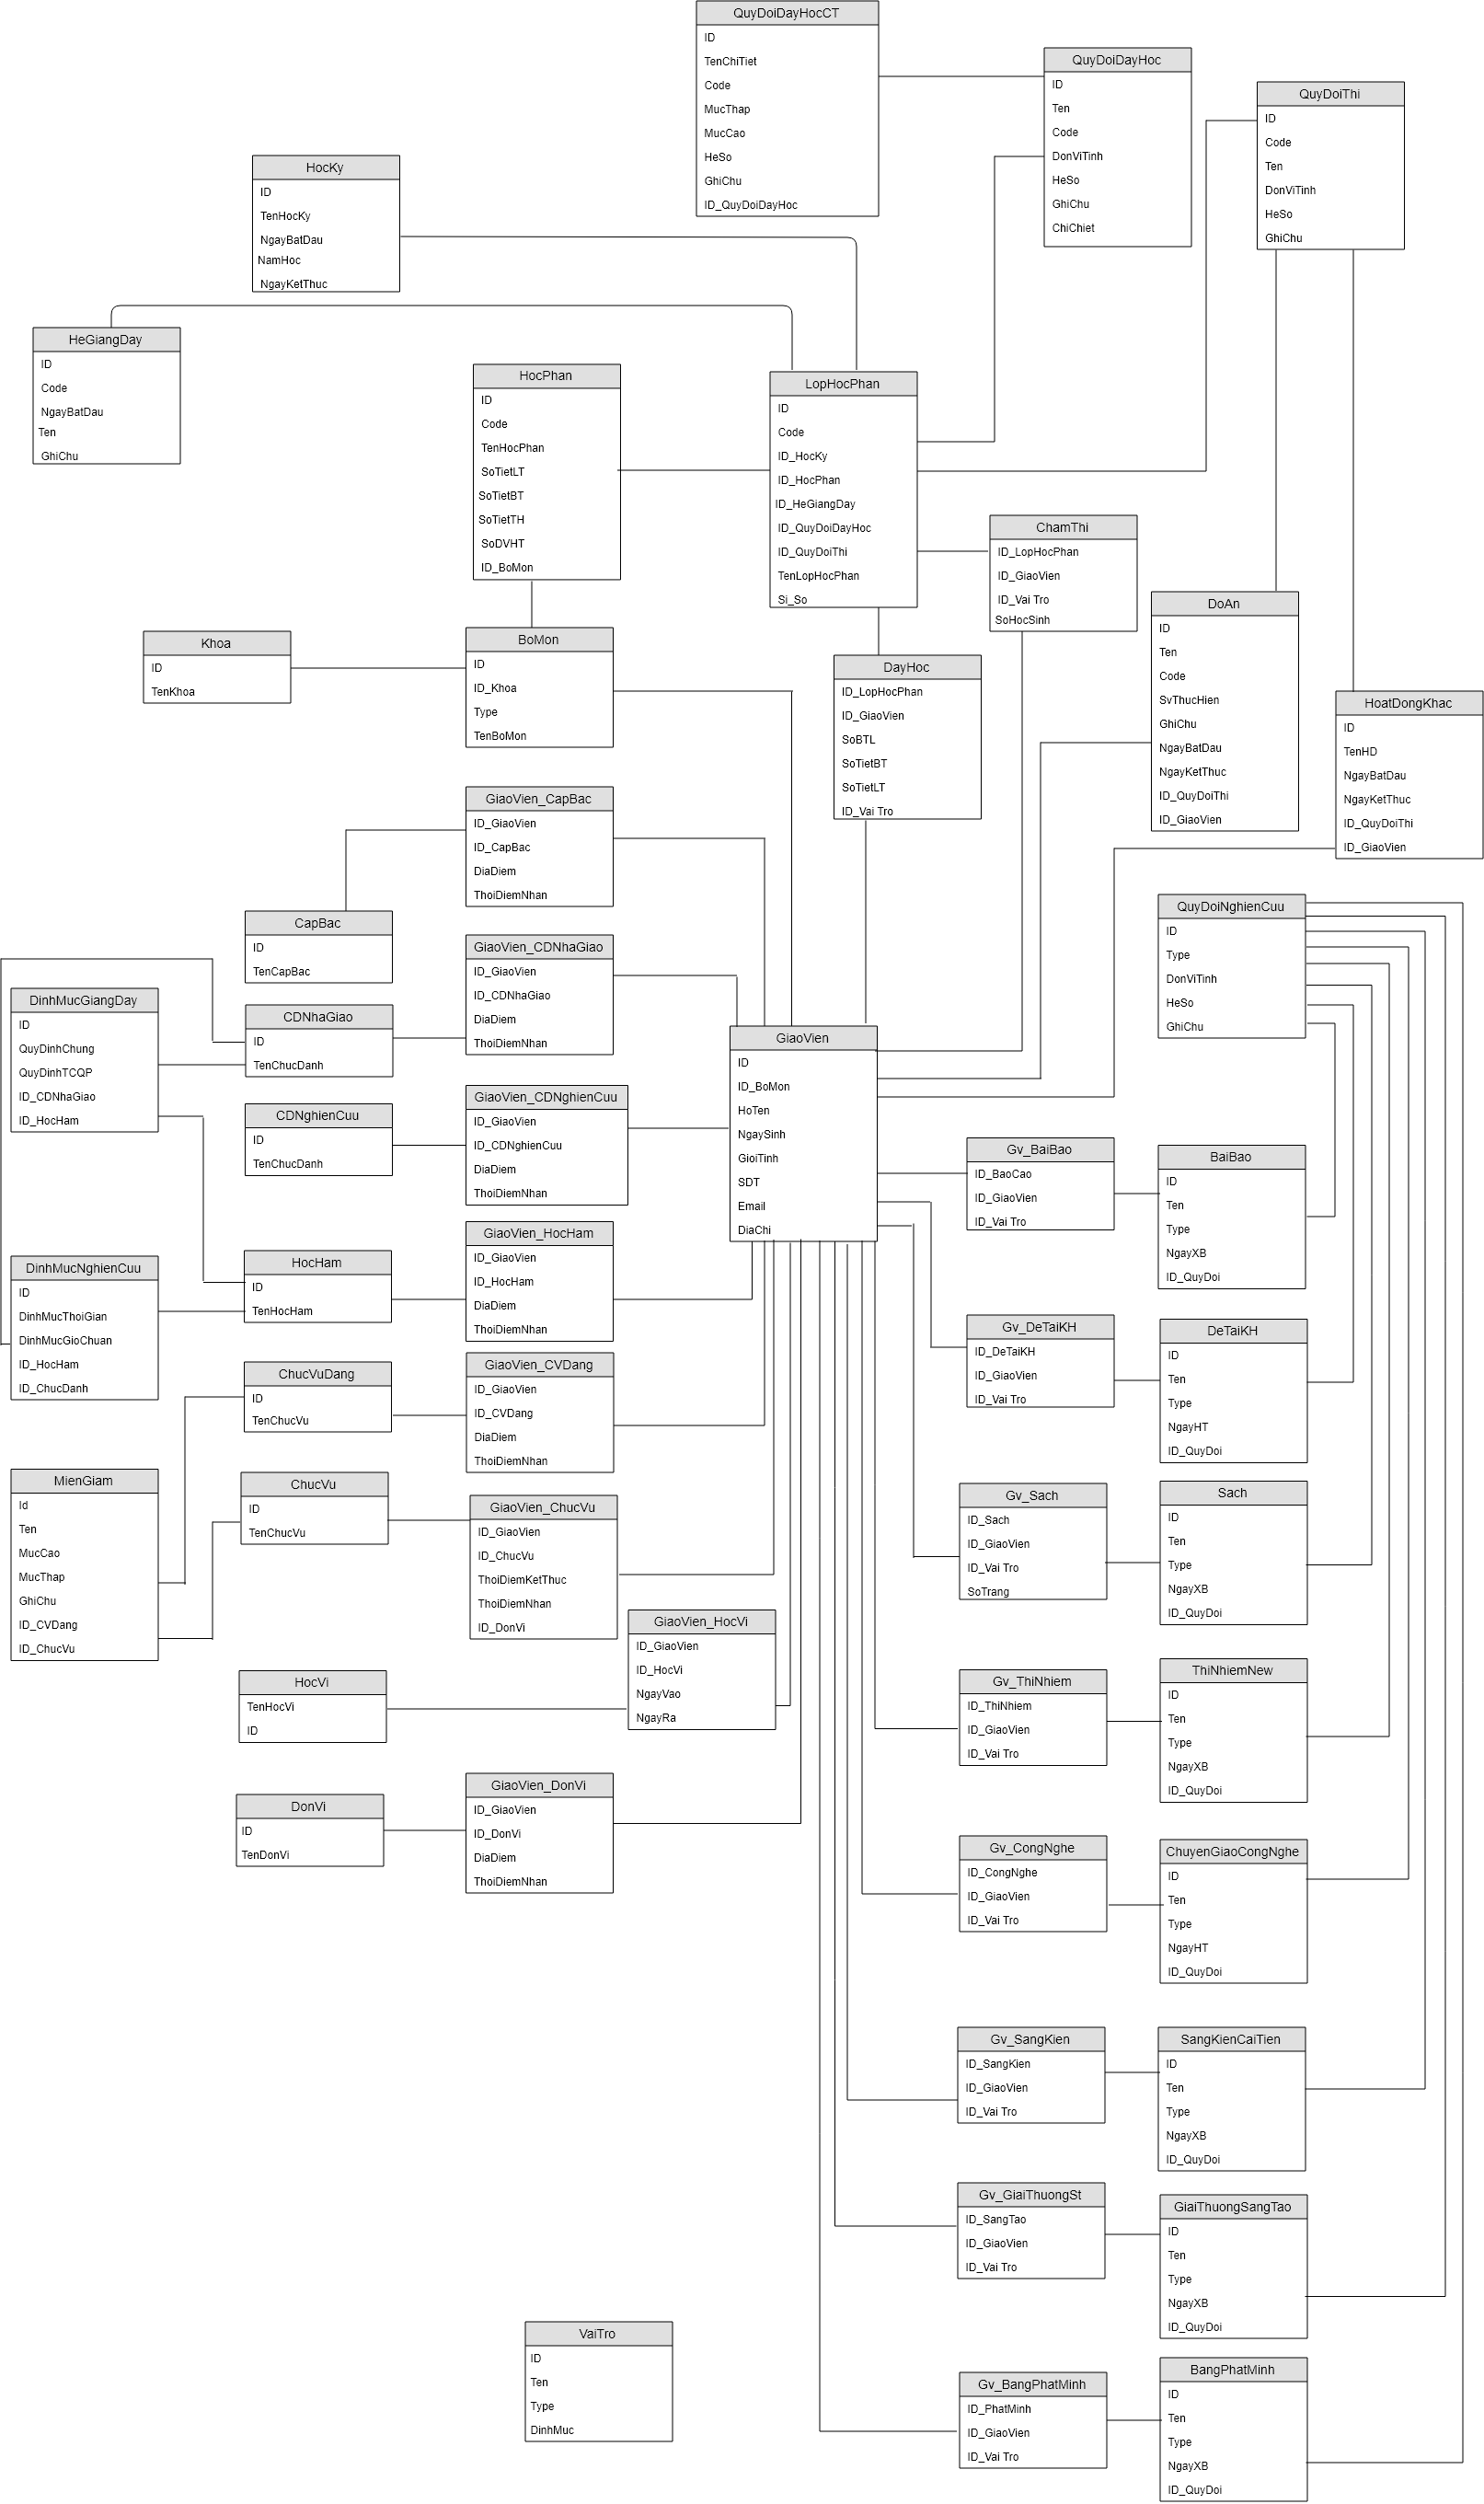 QuyDoiDayHocCT
ID
TenChiTiet
Code
MucThap
MucCao
HeSo
GhiChu
ID_QuyDoiDayHoc
QuyDoiDayHoc
ID
Ten
Code
DonViTinh
HeSo
GhiChu
ChiChiet
QuyDoiThi
ID
Code
Ten
DonViTinh
HeSo
GhiChu
HocKy
ID
TenHocKy
NgayBatDau
NamHoc
NgayKetThuc
HeGiangDay
ID
Code
NgayBatDau
Ten
GhiChu
HocPhan
ID
Code
TenHocPhan
SoTietLT
SoTietBT
SoTietTH
SoDVHT
ID_BoMon
LopHocPhan
ID
Code
ID_HocKy
ID_HocPhan
ID_HeGiangDay
ID_QuyDoiDayHoc
ID_QuyDoiThi
TenLopHocPhan
Si_So
ChamThi
ID_LopHocPhan
ID_GiaoVien
ID_Vai Tro
SoHocSinh
DoAn
ID
Ten
Code
SvThucHien
GhiChu
NgayBatDau
NgayKetThuc
ID_QuyDoiThi
ID_GiaoVien
HoatDongKhac
ID
TenHD
NgayBatDau
NgayKetThuc
ID_QuyDoiThi
ID_GiaoVien
Khoa
ID
TenKhoa
BoMon
ID
ID_Khoa
Type
TenBoMon
DayHoc
ID_LopHocPhan
ID_GiaoVien
SoBTL
SoTietBT
SoTietLT
ID_Vai Tro
GiaoVien_CapBac
ID_GiaoVien
ID_CapBac
DiaDiem
ThoiDiemNhan
CapBac
ID
TenCapBac
GiaoVien_CDNhaGiao
ID_GiaoVien
ID_CDNhaGiao
DiaDiem
ThoiDiemNhan
DinhMucGiangDay
ID
QuyDinhChung
QuyDinhTCQP
ID_CDNhaGiao
ID_HocHam
CDNhaGiao
ID
TenChucDanh
CDNghienCuu
ID
TenChucDanh
GiaoVien_CDNghienCuu
ID_GiaoVien
ID_CDNghienCuu
DiaDiem
ThoiDiemNhan
GiaoVien
ID
ID_BoMon
HoTen
NgaySinh
GioiTinh
SDT
Email
DiaChi
QuyDoiNghienCuu
ID
Type
DonViTinh
HeSo
GhiChu
Gv_BaiBao
ID_BaoCao
ID_GiaoVien
ID_Vai Tro
BaiBao
ID
Ten
Type
NgayXB
ID_QuyDoi
DinhMucNghienCuu
ID
DinhMucThoiGian
DinhMucGioChuan
ID_HocHam
ID_ChucDanh
HocHam
ID
TenHocHam
GiaoVien_HocHam
ID_GiaoVien
ID_HocHam
DiaDiem
ThoiDiemNhan
Gv_DeTaiKH
ID_DeTaiKH
ID_GiaoVien
ID_Vai Tro
DeTaiKH
ID
Ten
Type
NgayHT
ID_QuyDoi
ChucVuDang
ID
TenChucVu
GiaoVien_CVDang
ID_GiaoVien
ID_CVDang
DiaDiem
ThoiDiemNhan
MienGiam
Id
Ten
MucCao
MucThap
GhiChu
ID_CVDang
ID_ChucVu
ChucVu
ID
TenChucVu
GiaoVien_ChucVu
ID_GiaoVien
ID_ChucVu
ThoiDiemKetThuc
ThoiDiemNhan
ID_DonVi
Gv_Sach
ID_Sach
ID_GiaoVien
ID_Vai Tro
SoTrang
Sach
ID
Ten
Type
NgayXB
ID_QuyDoi
HocVi
TenHocVi
ID
GiaoVien_HocVi
ID_GiaoVien
ID_HocVi
NgayVao
NgayRa
Gv_ThiNhiem
ID_ThiNhiem
ID_GiaoVien
ID_Vai Tro
ThiNhiemNew
ID
Ten
Type
NgayXB
ID_QuyDoi
DonVi
ID
TenDonVi
GiaoVien_DonVi
ID_GiaoVien
ID_DonVi
DiaDiem
ThoiDiemNhan
Gv_CongNghe
ID_CongNghe
ID_GiaoVien
ID_Vai Tro
ChuyenGiaoCongNghe
ID
Ten
Type
NgayHT
ID_QuyDoi
Gv_SangKien
ID_SangKien
ID_GiaoVien
ID_Vai Tro
SangKienCaiTien
ID
Ten
Type
NgayXB
ID_QuyDoi
Gv_GiaiThuongSt
ID_SangTao
ID_GiaoVien
ID_Vai Tro
GiaiThuongSangTao
ID
Ten
Type
NgayXB
ID_QuyDoi
VaiTro
ID
Ten
Type
DinhMuc
Gv_BangPhatMinh
ID_PhatMinh
ID_GiaoVien
ID_Vai Tro
BangPhatMinh
ID
Ten
Type
NgayXB
ID_QuyDoi